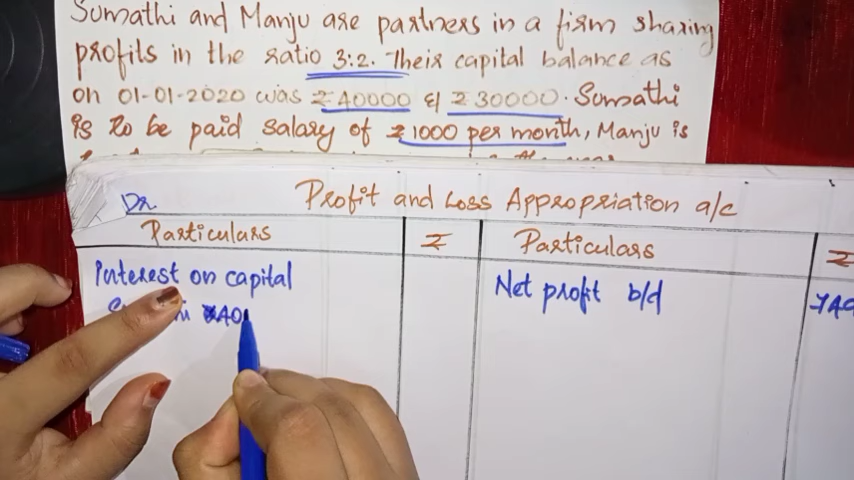 Sumathi and Manju are partners in a firm sharing
profits in the ratio 3:2. Their capital balance as
on 01-01-2020 was ₹40000 & ₹30000. Sumathi
is to be paid salary of ₹1000 per month, Manju is
Profit and Loss Appropriation a/c
Dr.
Particulars ₹ Particulars ₹
Interest on capital
Net profit b/d